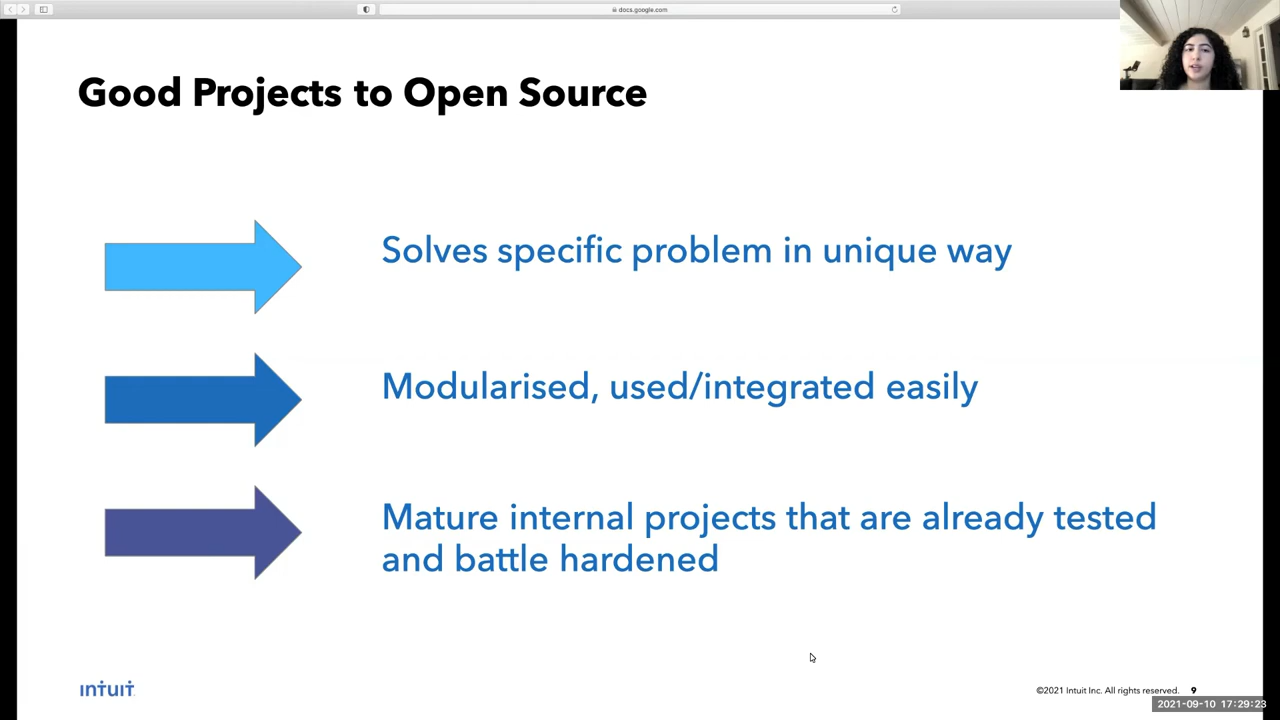 docs.google.com
Good Projects to Open Source
Solves specific problem in unique way
Modularised, used/integrated easily
Mature internal projects that are already tested
and battle hardened
INTUIT
©2021 Intuit Inc. All rights reserved. 9
2021-09-10 17:29:23